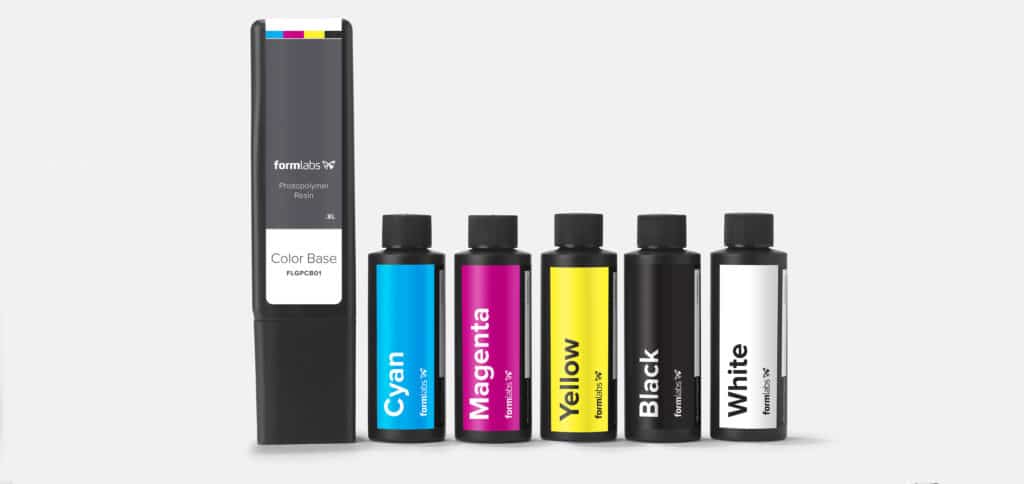 formlabs
Photopolymer
Resin
.8L
Color Base
FLGPCB01
Cyan
formlabs
Magenta
formlabs
Yellow
formlabs
Black
formlabs
White
formlabs